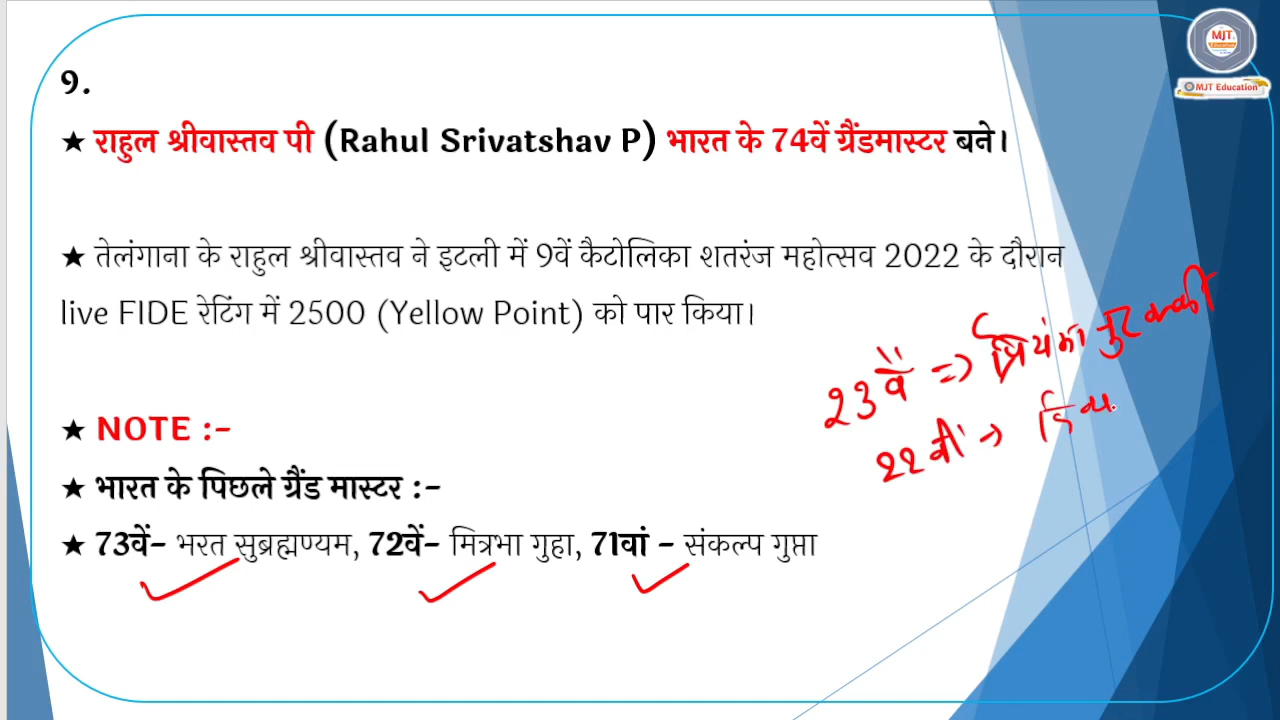 MJT
Education
MJT Education
9.
★ राहुल श्रीवास्तव पी (Rahul Srivatshav P) भारत के 74वें ग्रैंडमास्टर बने।
★ तेलंगाना के राहुल श्रीवास्तव ने इटली में 9वें कैटोलिका शतरंज महोत्सव 2022 के दौरान
live FIDE रेटिंग में 2500 (Yellow Point) को पार किया।
23वें => प्रियंका नुटक्की
22वीं →
★ NOTE :-
★ भारत के पिछले ग्रैंड मास्टर :-
★ 73वें- भरत सुब्रह्मण्यम, 72वें- मित्रभा गुहा, 71वां - संकल्प गुप्ता